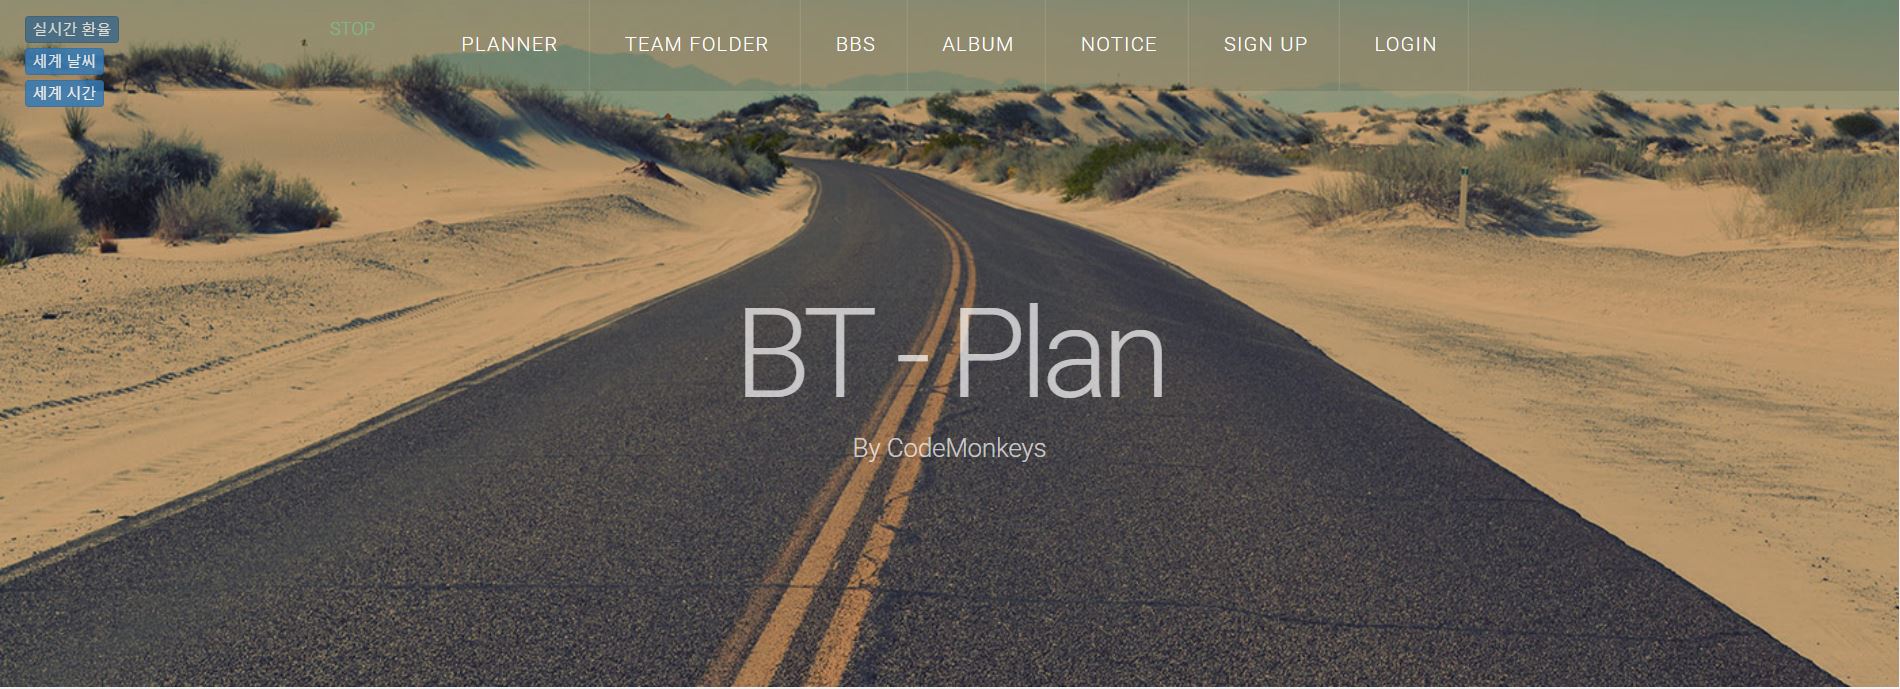 실시간 환율
세계 날씨
세계 시간
STOP
PLANNER TEAM FOLDER BBS ALBUM NOTICE SIGN UP LOGIN
BT - Plan
By CodeMonkeys